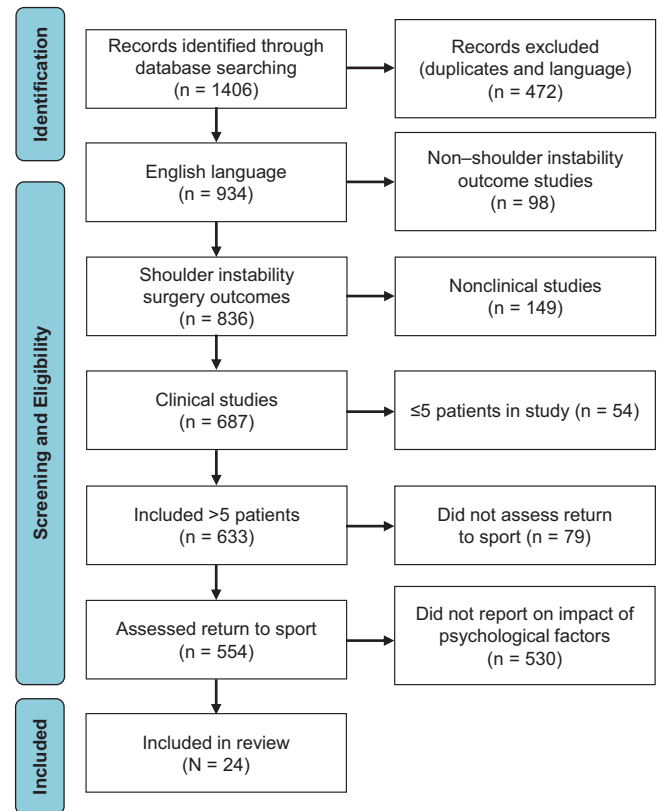 Identification
Records identified through
database searching
(n = 1406)
Records excluded
(duplicates and language)
(n = 472)
Screening and Eligibility
English language
(n = 934)
Non–shoulder instability
outcome studies
(n = 98)
Shoulder instability
surgery outcomes
(n = 836)
Nonclinical studies
(n = 149)
Clinical studies
(n = 687)
≤5 patients in study (n = 54)
Included >5 patients
(n = 633)
Did not assess return
to sport (n = 79)
Assessed return to sport
(n = 554)
Did not report on impact of
psychological factors
(n = 530)
Included
Included in review
(N = 24)